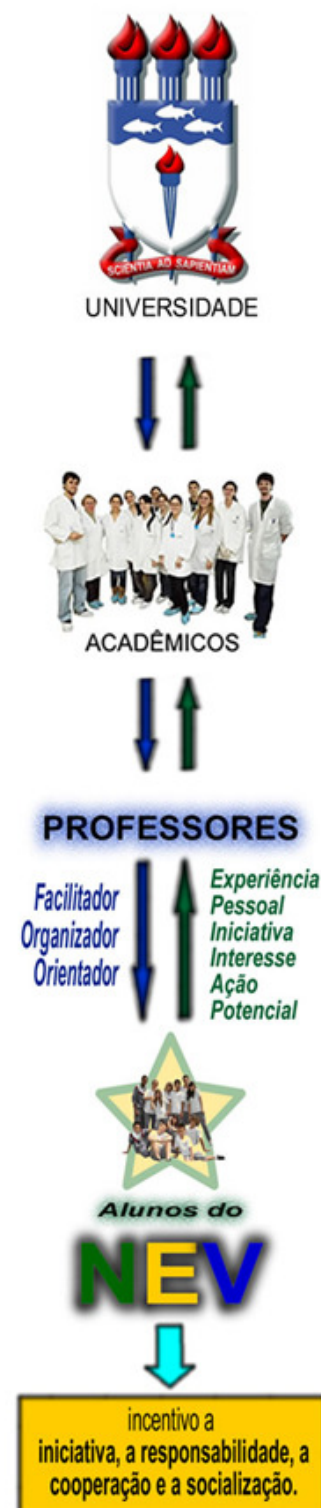 SCIENTIA AD SAPIENTIAM
UNIVERSIDADE
ACADÊMICOS
PROFESSORES
Facilitador
Organizador
Orientador
Experiência
Pessoal
Iniciativa
Interesse
Ação
Potencial
Alunos do
NEV
incentivo a
iniciativa, a responsabilidade, a
cooperação e a socialização.